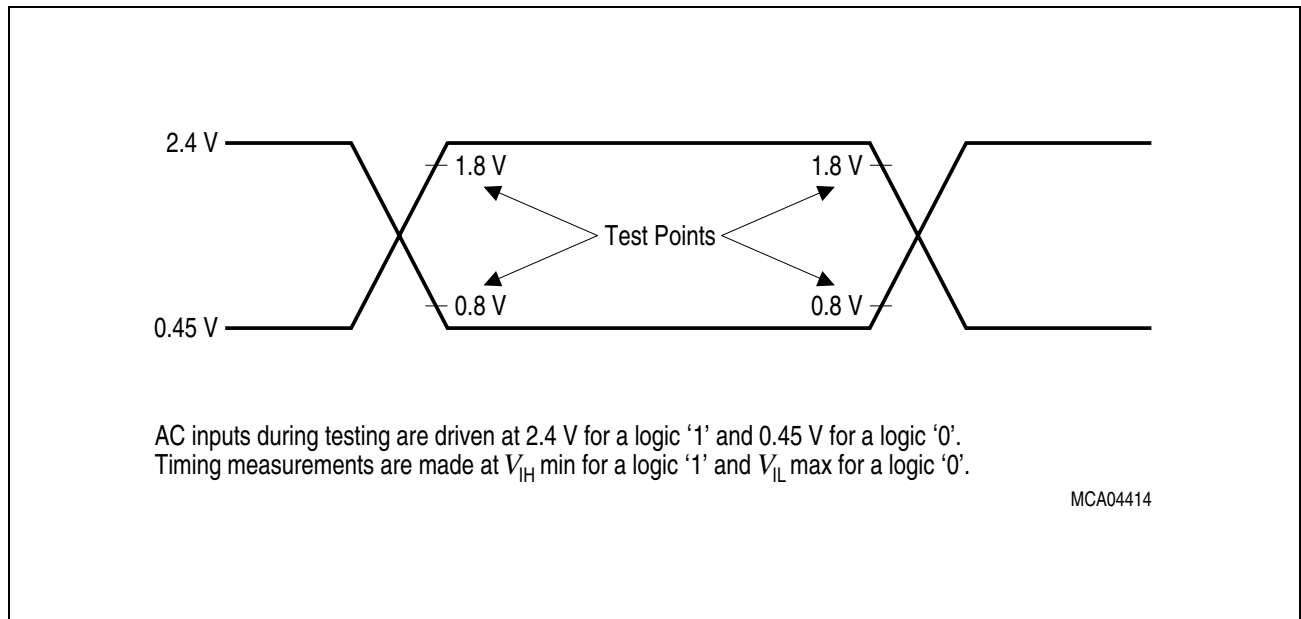 2.4 V
1.8 V
1.8 V
Test Points
0.8 V
0.8 V
0.45 V
AC inputs during testing are driven at 2.4 V for a logic ‘1’ and 0.45 V for a logic ‘0’.
Timing measurements are made at VIH min for a logic ‘1’ and VIL max for a logic ‘0’.
MCA04414